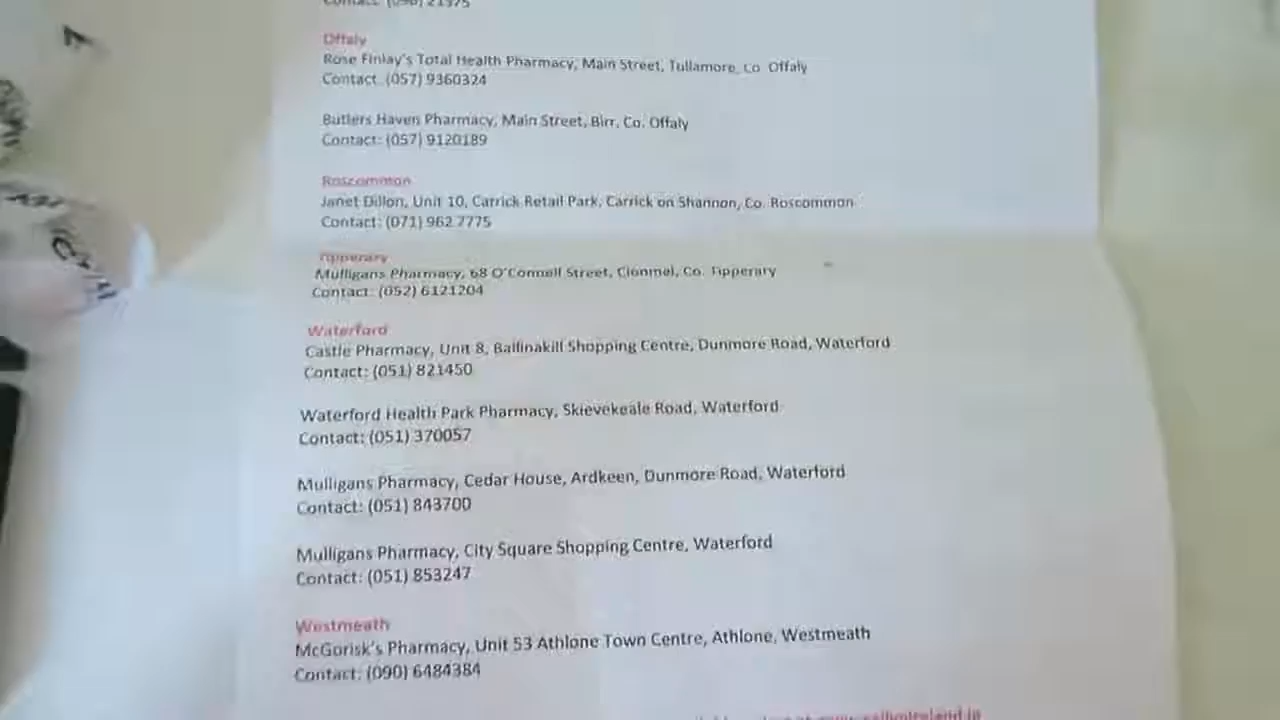 Contact: (090) 21975
Offaly
Rose Finlay's Total Health Pharmacy, Main Street, Tullamore, Co. Offaly
Contact: (057) 9360324
Butlers Haven Pharmacy, Main Street, Birr, Co. Offaly
Contact: (057) 9120189
Roscommon
Janet Dillon, Unit 10, Carrick Retail Park, Carrick on Shannon, Co. Roscommon
Contact: (071) 962 7775
Tipperary
Mulligans Pharmacy, 68 O'Connell Street, Clonmel, Co. Tipperary
Contact: (052) 6121204
Waterford
Castle Pharmacy, Unit 8, Ballinakill Shopping Centre, Dunmore Road, Waterford
Contact: (051) 821450
Waterford Health Park Pharmacy, Skievekeale Road, Waterford
Contact: (051) 370057
Mulligans Pharmacy, Cedar House, Ardkeen, Dunmore Road, Waterford
Contact: (051) 843700
Mulligans Pharmacy, City Square Shopping Centre, Waterford
Contact: (051) 853247
Westmeath
McGorisk's Pharmacy, Unit 53 Athlone Town Centre, Athlone, Westmeath
Contact: (090) 6484384